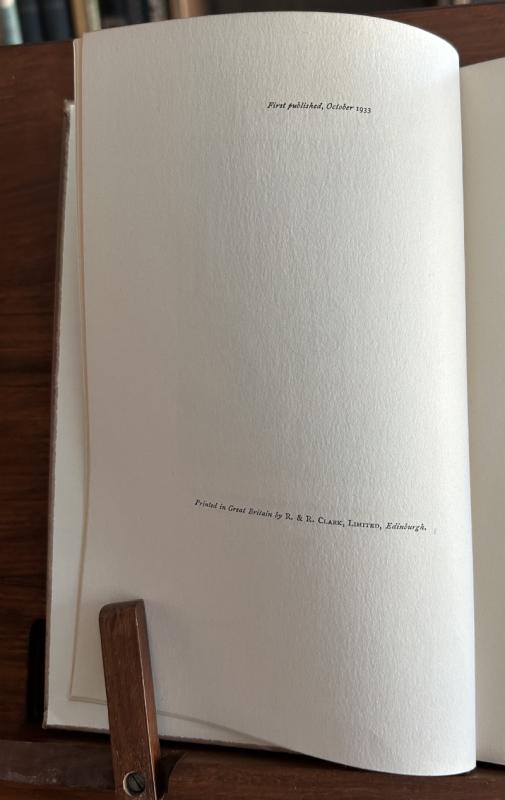 First published, October 1933
Printed in Great Britain by R. & R. Clark, Limited, Edinburgh.